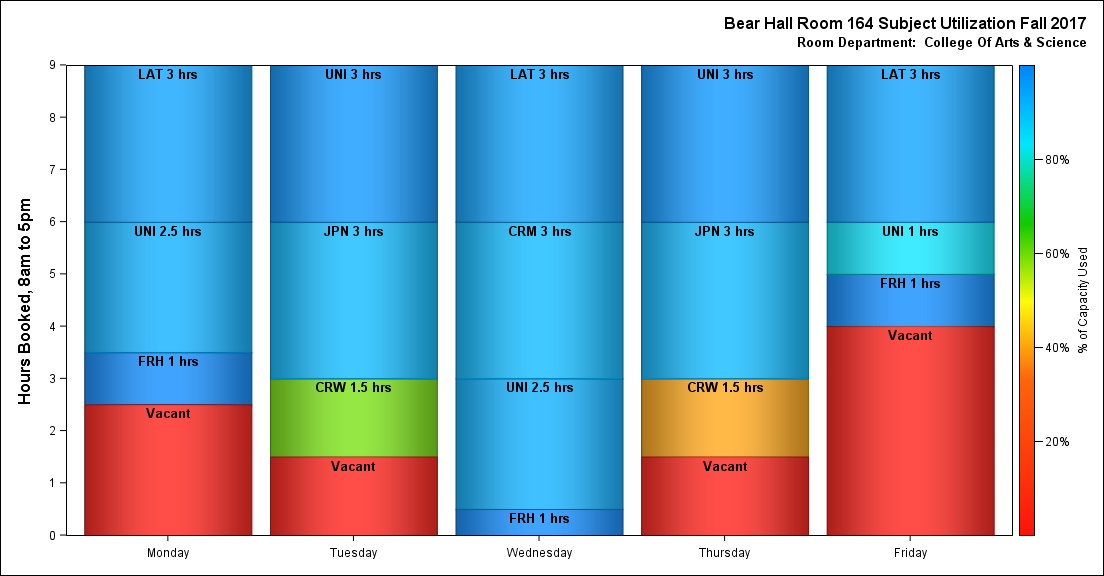 Bear Hall Room 164 Subject Utilization Fall 2017
Room Department:  College Of Arts & Science
Hours Booked, 8am to 5pm
9
8
7
6
5
4
3
2
1
0
LAT 3 hrs
UNI 2.5 hrs
FRH 1 hrs
Vacant
UNI 3 hrs
JPN 3 hrs
CRW 1.5 hrs
Vacant
LAT 3 hrs
CRM 3 hrs
UNI 2.5 hrs
FRH 1 hrs
UNI 3 hrs
JPN 3 hrs
CRW 1.5 hrs
Vacant
LAT 3 hrs
UNI 1 hrs
FRH 1 hrs
Vacant
Monday
Tuesday
Wednesday
Thursday
Friday
80%
60%
40%
20%
% of Capacity Used